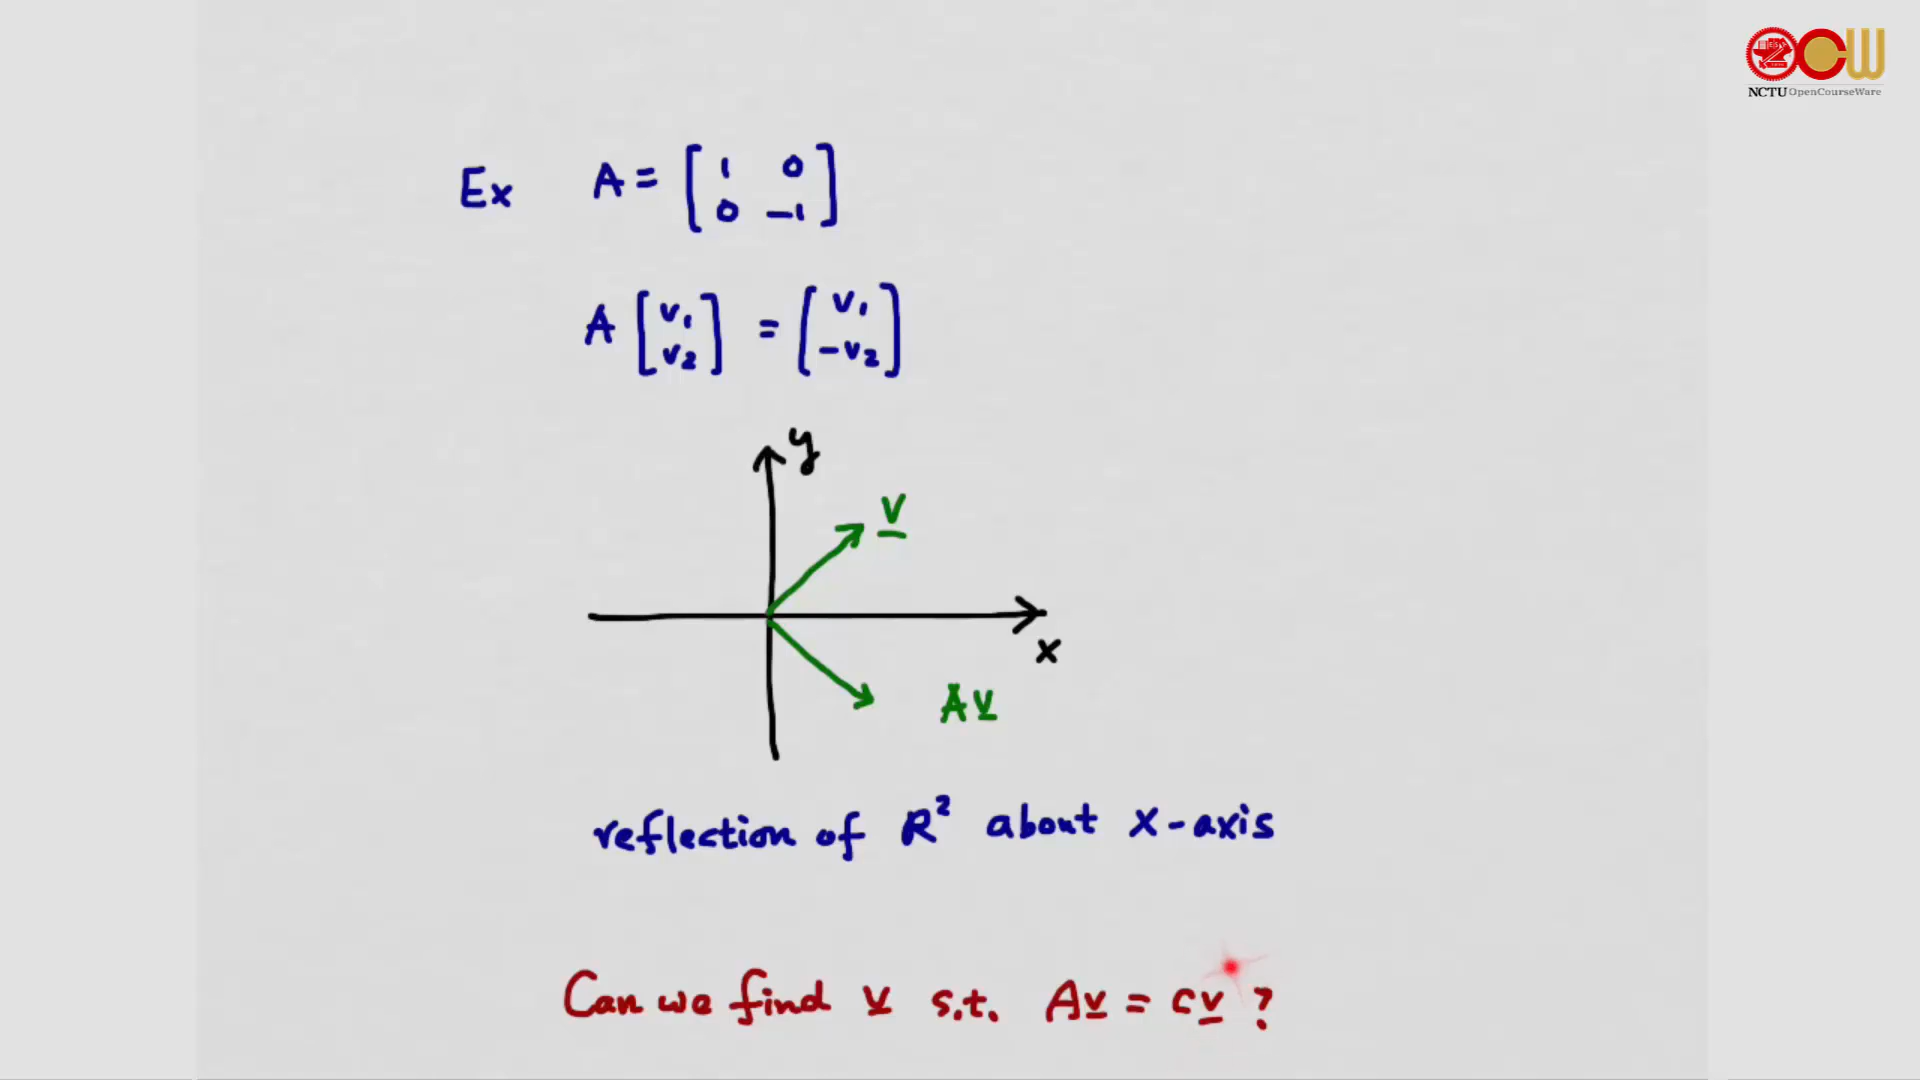 NCTU OpenCourseWare
Ex A = [1 0
0 -1]
A [v₁
v₂] = [v₁
-v₂]
y
v
x
Av
reflection of R² about x-axis
Can we find v s.t. Av = cv ?